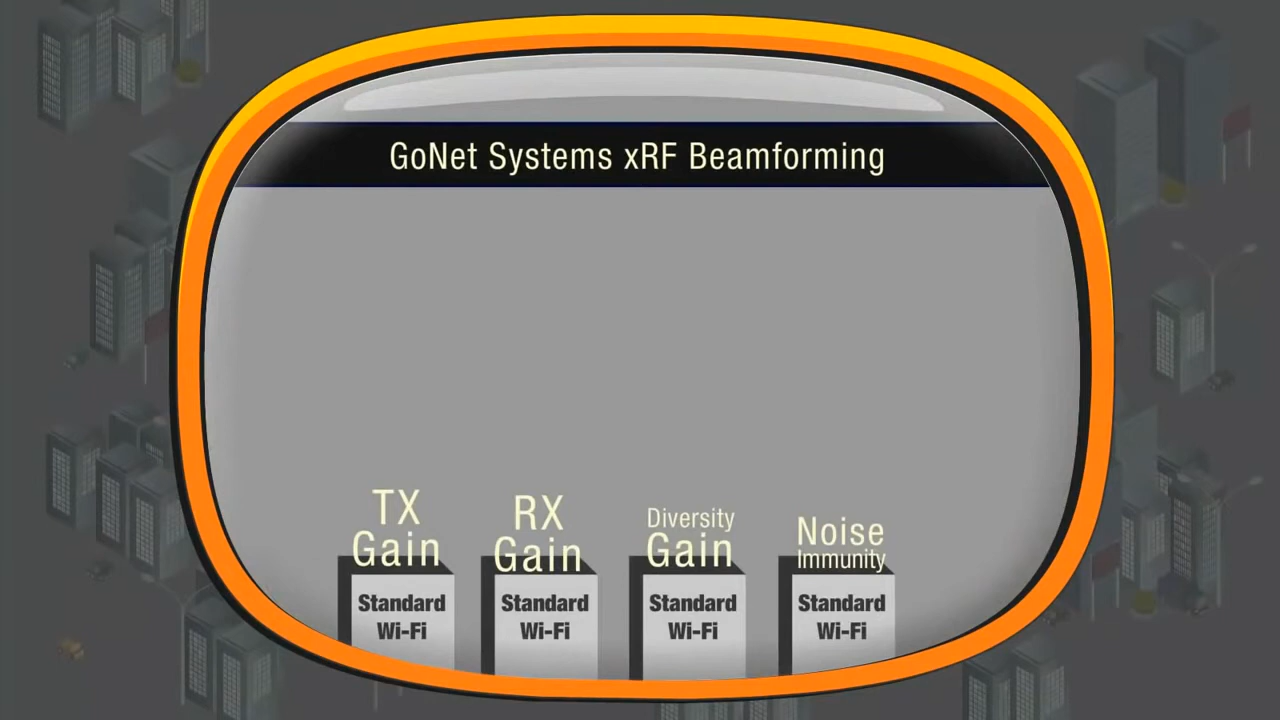 GoNet Systems xRF Beamforming
TX
Gain
RX
Gain
Diversity
Gain
Noise
Immunity
Standard
Wi-Fi
Standard
Wi-Fi
Standard
Wi-Fi
Standard
Wi-Fi